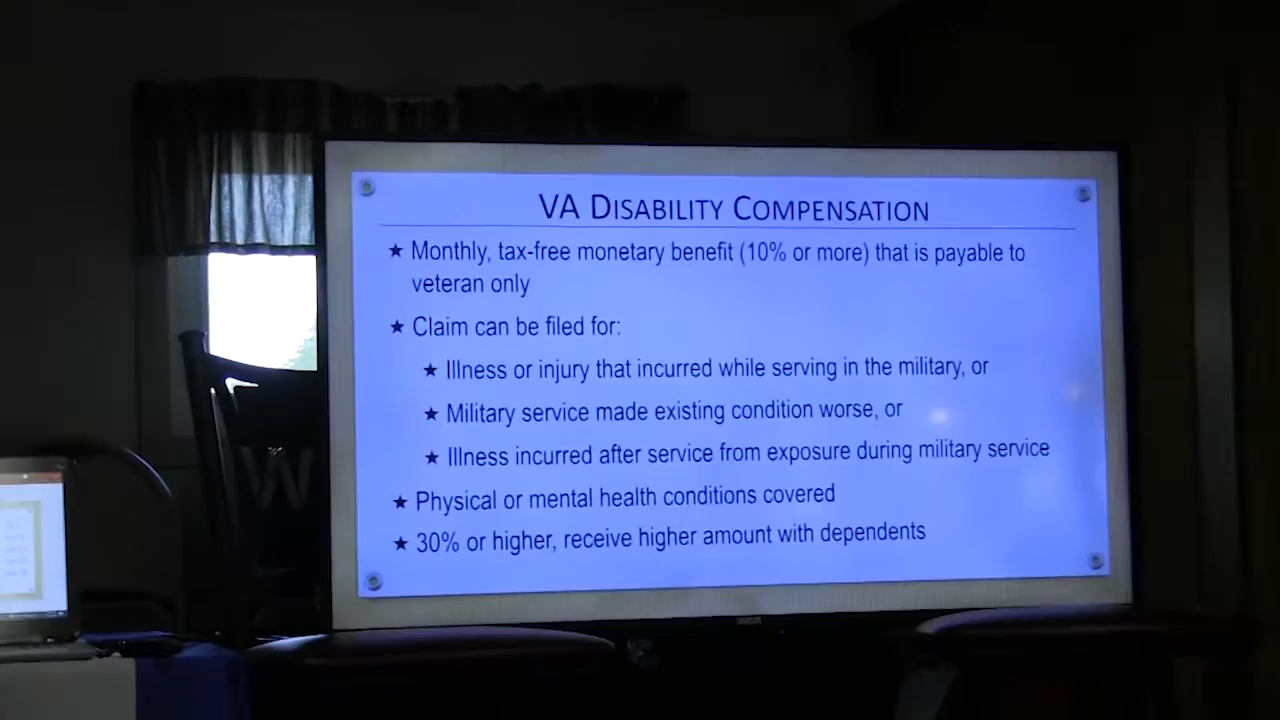 VA DISABILITY COMPENSATION
★ Monthly, tax-free monetary benefit (10% or more) that is payable to
veteran only
★ Claim can be filed for:
★ Illness or injury that incurred while serving in the military, or
★ Military service made existing condition worse, or
★ Illness incurred after service from exposure during military service
★ Physical or mental health conditions covered
★ 30% or higher, receive higher amount with dependents
W